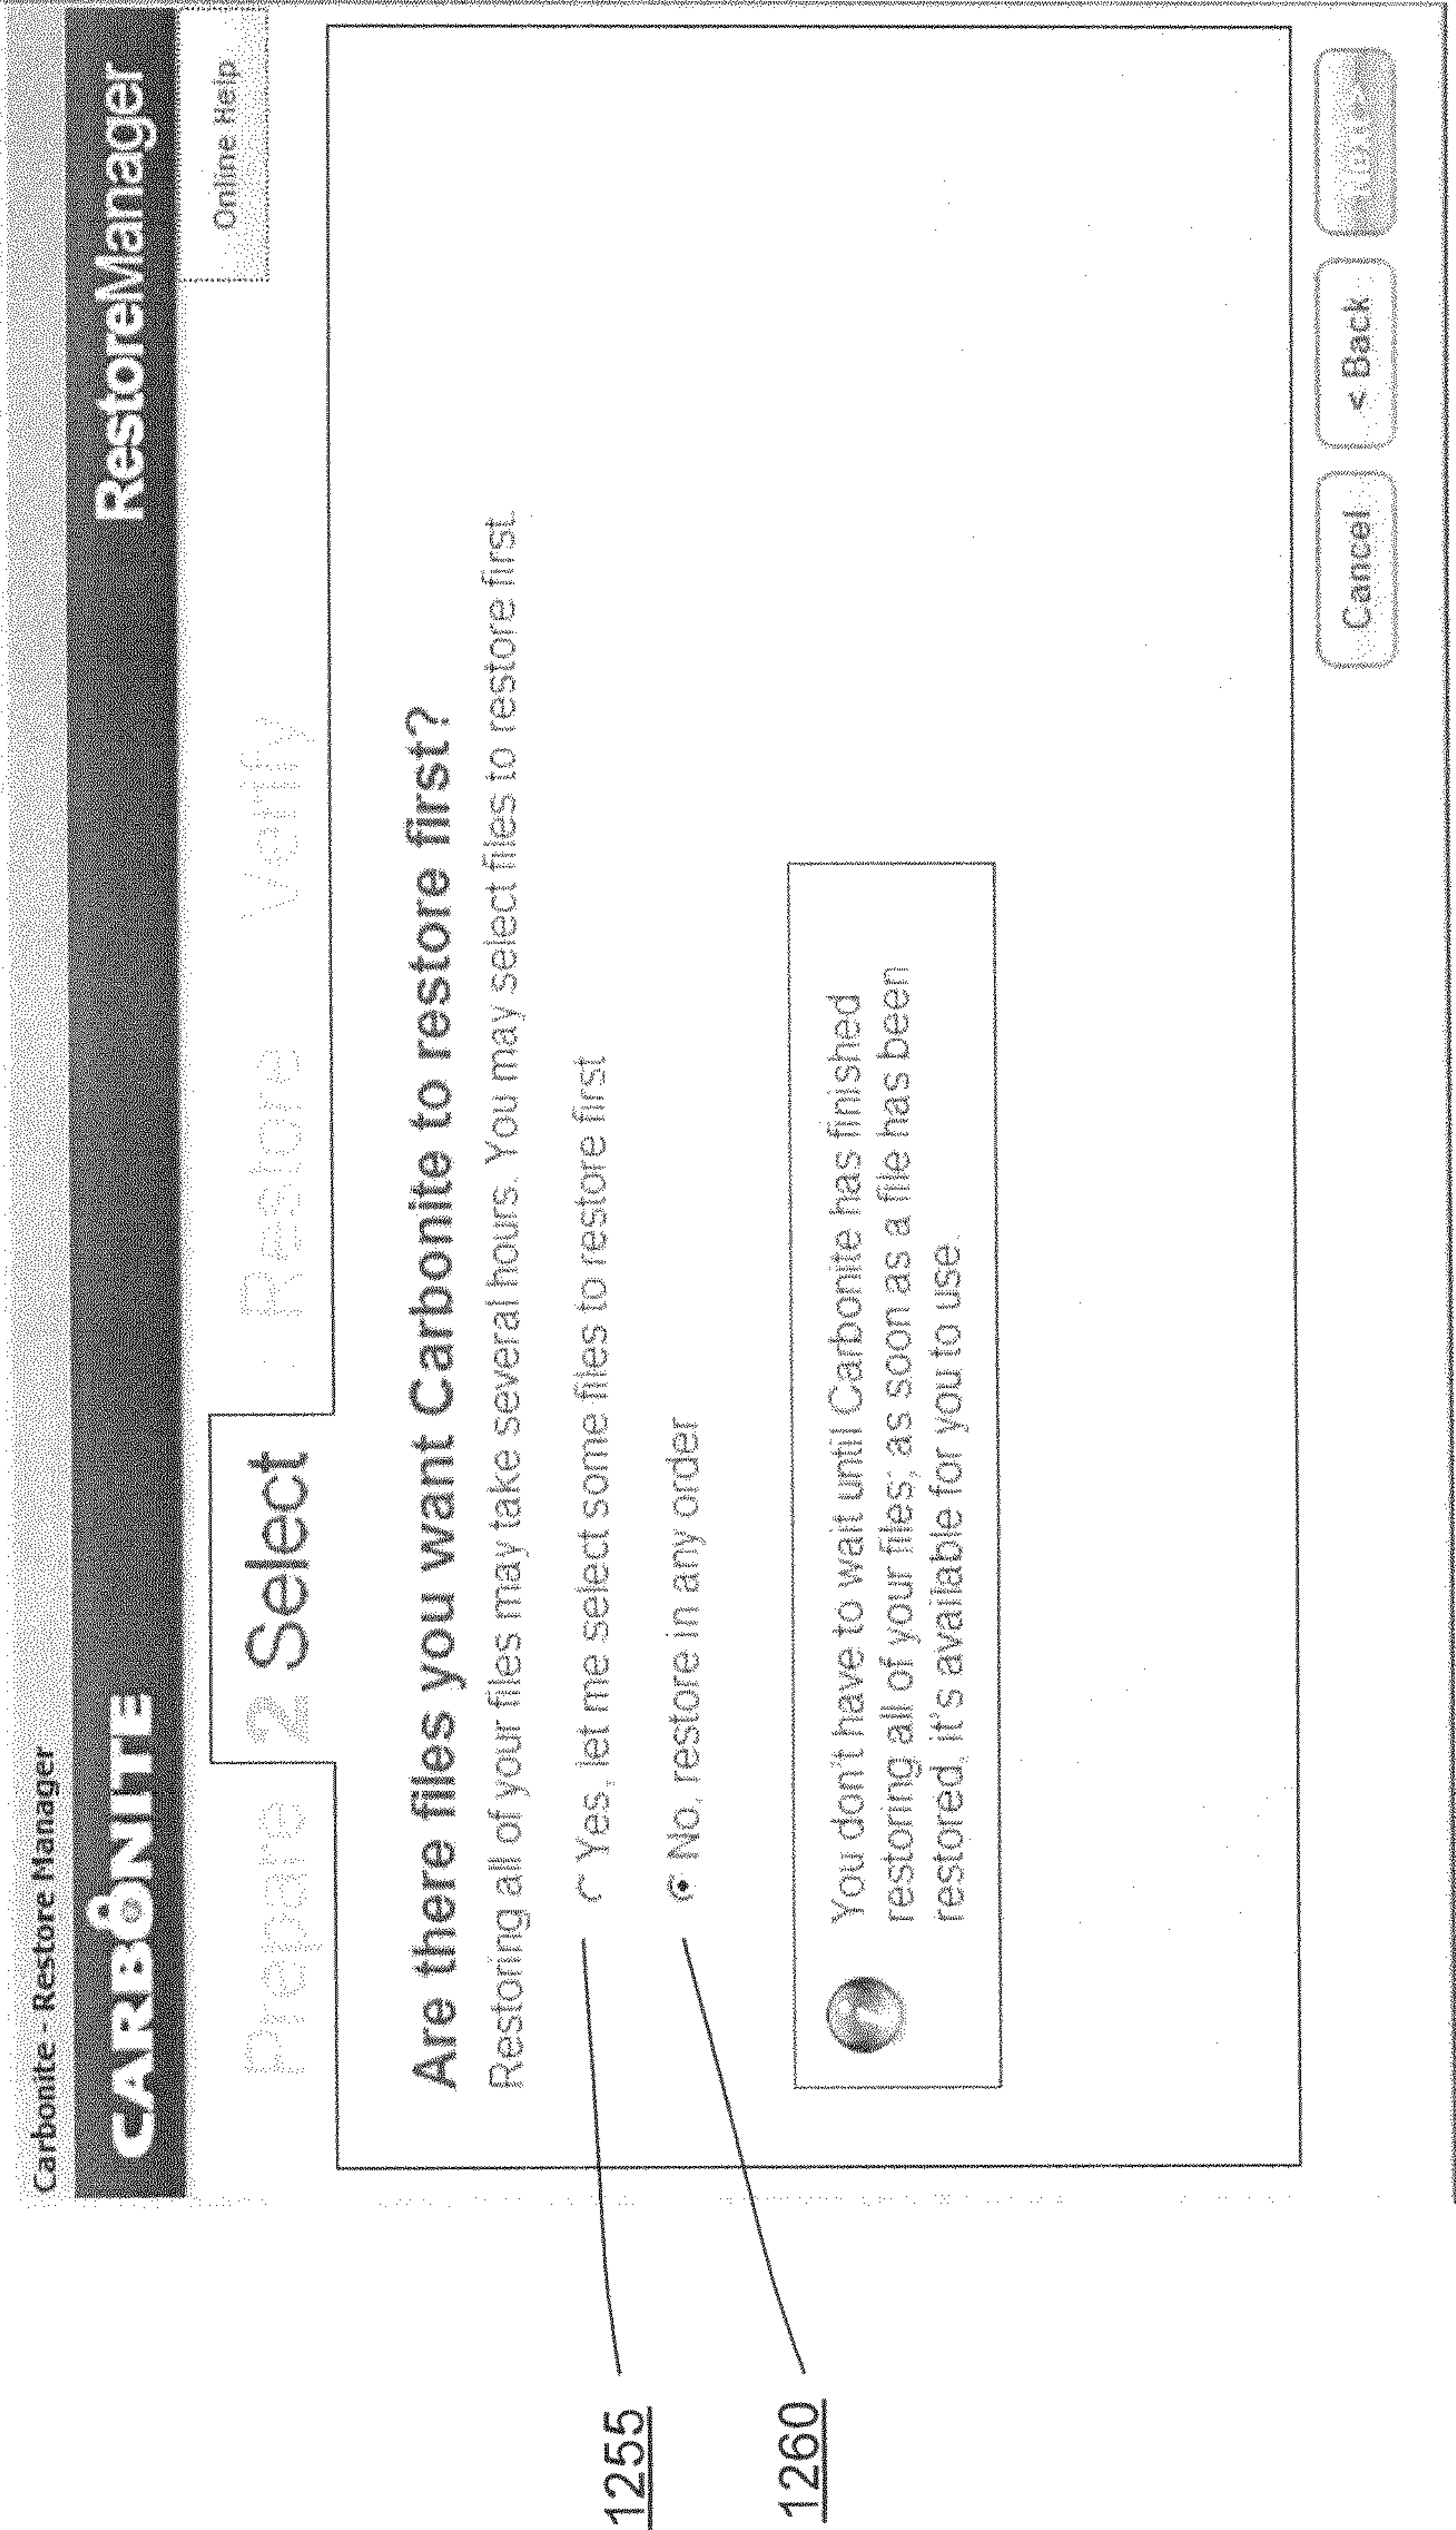 Carbonite - Restore Manager
CARBONITE
RestoreManager
Online Help
Prepare
2 Select
Restore
Verify
Are there files you want Carbonite to restore first?
Restoring all of your files may take several hours. You may select files to restore first.
1255
Yes, let me select some files to restore first
1260
No, restore in any order
You don't have to wait until Carbonite has finished
restoring all of your files; as soon as a file has been
restored, it's available for you to use.
Cancel
< Back